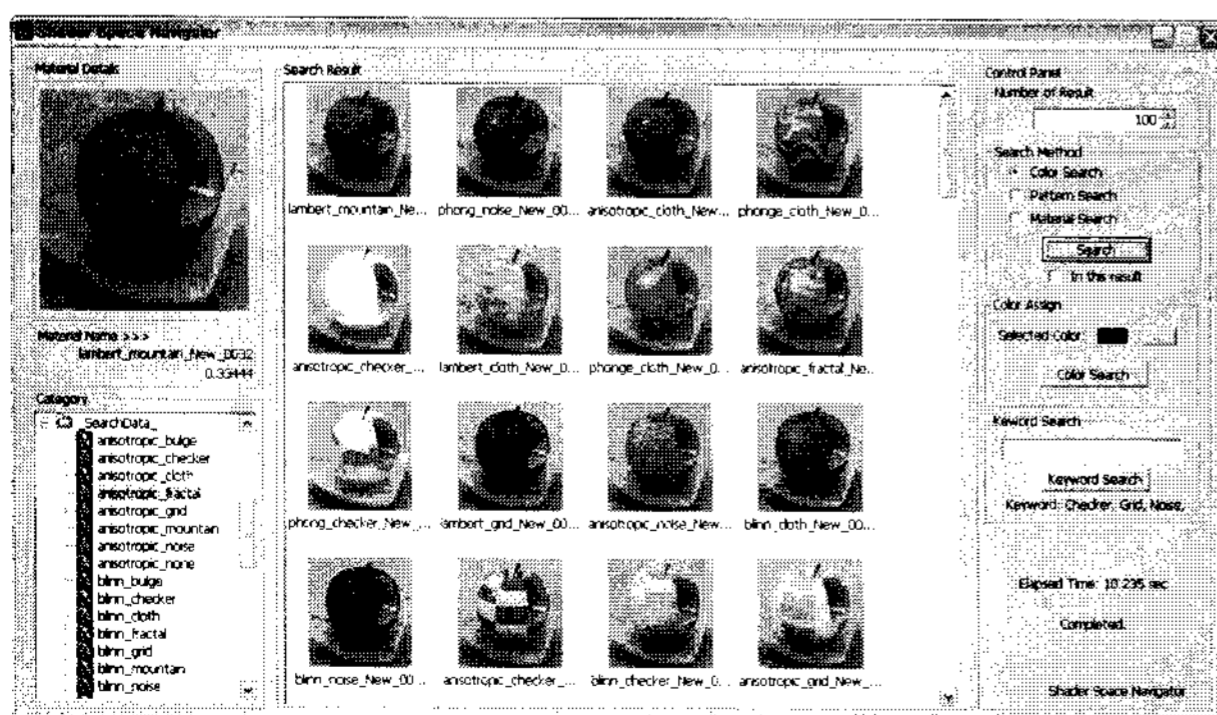 Shader Space Navigator
Material Details
Material Name >>>
lambert_mountain_New_0032
0.33444
Category
SearchData_
anisotropic_bulge
anisotropic_checker
anisotropic_cloth
anisotropic_fractal
anisotropic_grid
anisotropic_mountain
anisotropic_noise
anisotropic_none
blinn_bulge
blinn_checker
blinn_cloth
blinn_fractal
blinn_grid
blinn_mountain
blinn_noise
Search Result
lambert_mountain_Ne... phong_noise_New_00... anisotropic_cloth_New... phonge_cloth_New_0...
anisotropic_checker_... lambert_cloth_New_0... phonge_cloth_New_0... anisotropic_fractal_Ne...
phong_checker_New_... lambert_grid_New_00... anisotropic_noise_New... blinn_cloth_New_00...
blinn_noise_New_00... anisotropic_checker_... blinn_checker_New_0... anisotropic_grid_New_...
Control Panel
Number of Result
100
Search Method
Color Search
Pattern Search
Material Search
Search
In this result
Color Assign
Selected Color:
...
Color Search
Keword Search
Keyword Search
Keyword: Checker, Grid, Noise,
Elapsed Time: 10.235 sec
Completed.
Shader Space Navigator